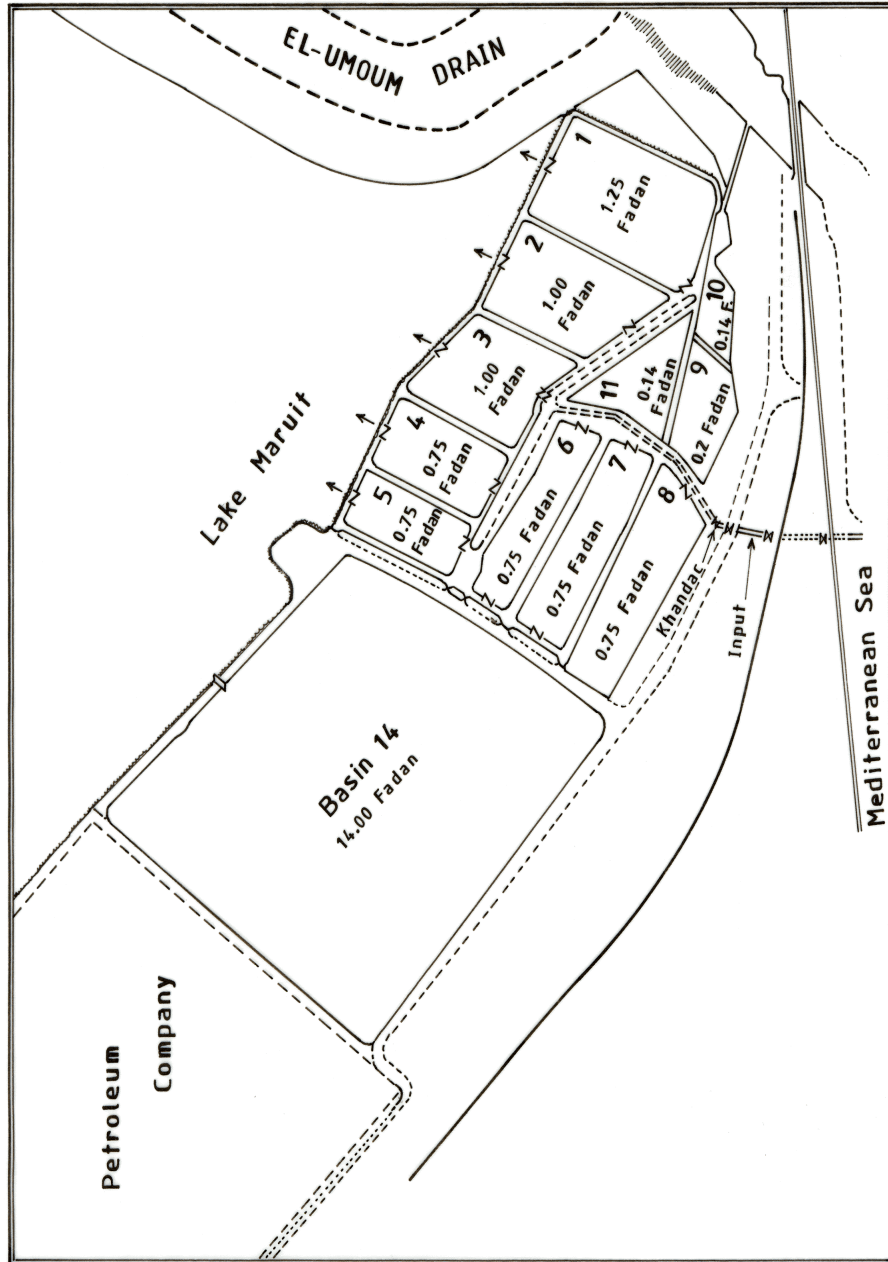 EL-UMOUM DRAIN
Lake Maruit
1
1.25
Fadan
2
1.00
Fadan
3
1.00
Fadan
4
0.75
Fadan
5
0.75
Fadan
6
0.75 Fadan
7
0.75 Fadan
8
0.75 Fadan
9
0.2 Fadan
10
0.14 F.
11
0.14
Fadan
Khandac
Input
Basin 14
14.00 Fadan
Petroleum
Company
Mediterranean Sea